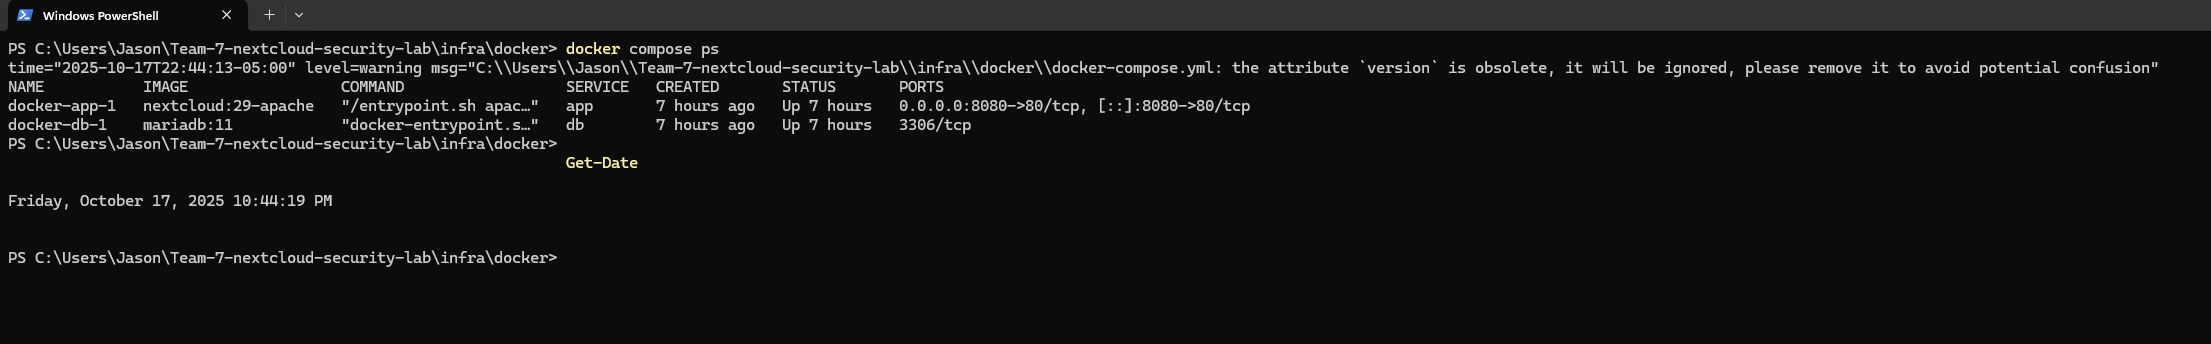 Windows PowerShell
PS C:\Users\Jason\Team-7-nextcloud-security-lab\infra\docker> docker compose ps
time="2025-10-17T22:44:13-05:00" level=warning msg="C:\\Users\\Jason\\Team-7-nextcloud-security-lab\\infra\\docker\\docker-compose.yml: the attribute `version` is obsolete, it will be ignored, please remove it to avoid potential confusion"
NAME           IMAGE                 COMMAND                  SERVICE   CREATED       STATUS       PORTS
docker-app-1   nextcloud:29-apache   "/entrypoint.sh apac…"   app       7 hours ago   Up 7 hours   0.0.0.0:8080->80/tcp, [::]:8080->80/tcp
docker-db-1    mariadb:11            "docker-entrypoint.s…"   db        7 hours ago   Up 7 hours   3306/tcp
PS C:\Users\Jason\Team-7-nextcloud-security-lab\infra\docker>
Get-Date
Friday, October 17, 2025 10:44:19 PM
PS C:\Users\Jason\Team-7-nextcloud-security-lab\infra\docker>